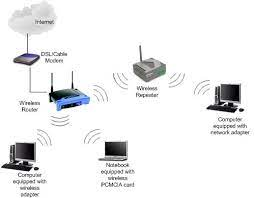 Internet
DSL/Cable
Modem
Wireless
Router
Wireless
Repeater
Computer
equipped with
network adapter
Computer
equipped with
wireless
adapter
Notebook
equipped with
wireless
PCMCIA card